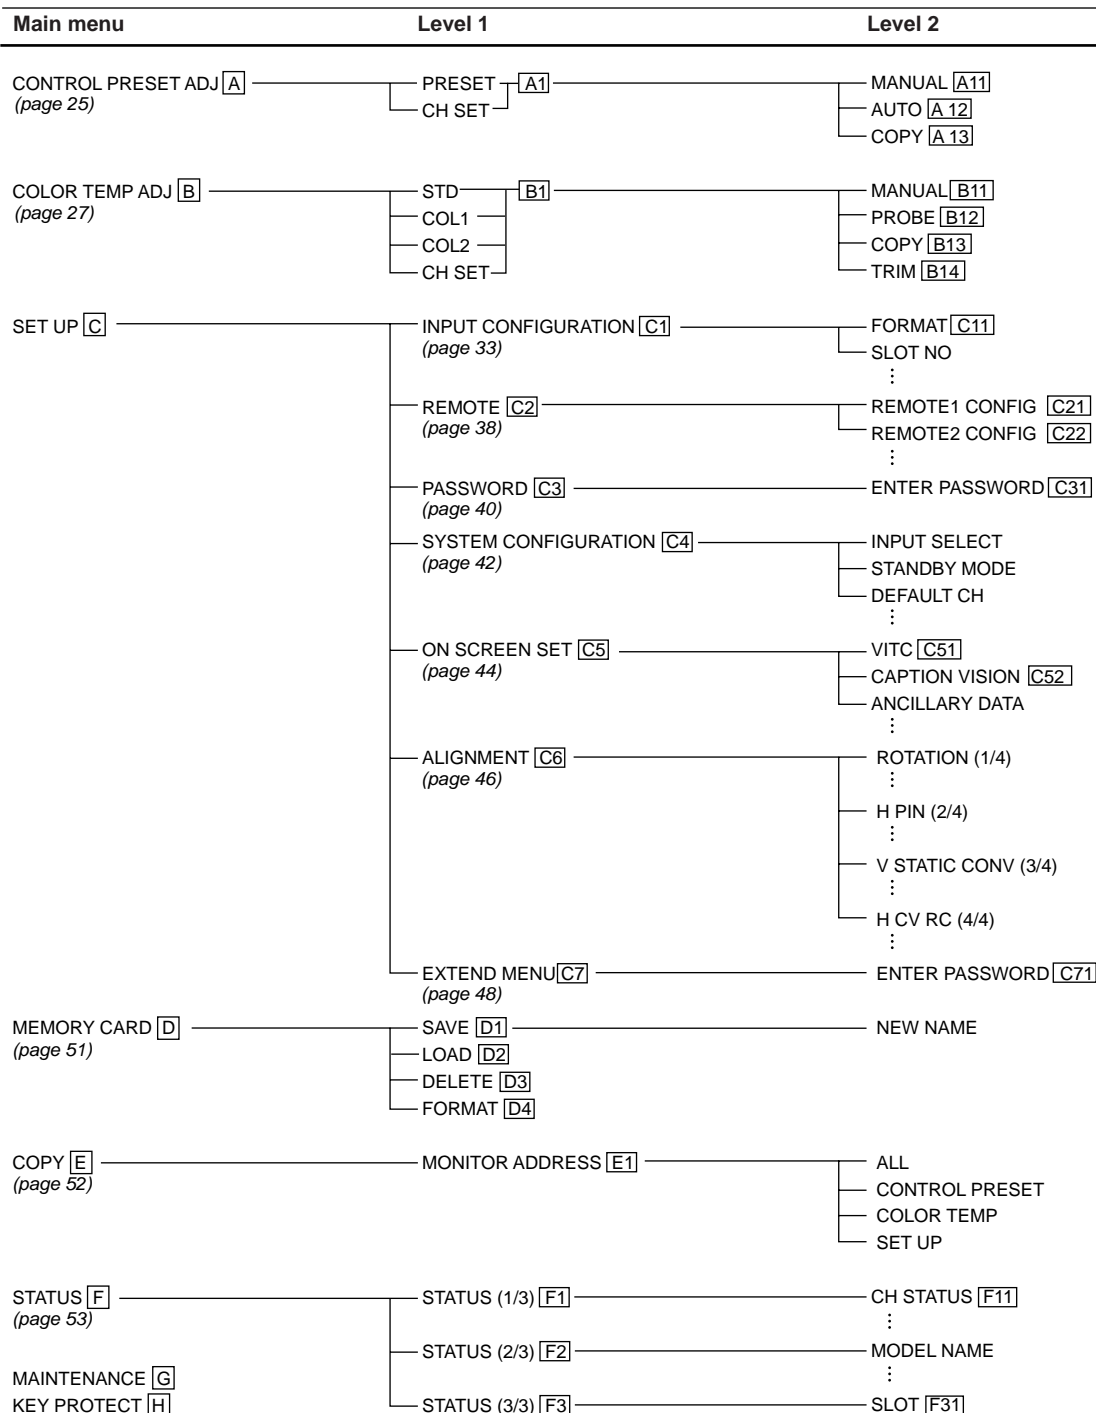 Main menu Level 1 Level 2
CONTROL PRESET ADJ A PRESET A1 MANUAL A11
(page 25) CH SET AUTO A 12
COPY A 13
COLOR TEMP ADJ B STD B1 MANUAL B11
(page 27) COL1 PROBE B12
COL2 COPY B13
CH SET TRIM B14
SET UP C INPUT CONFIGURATION C1 FORMAT C11
(page 33) SLOT NO
REMOTE C2 REMOTE1 CONFIG C21
(page 38) REMOTE2 CONFIG C22
PASSWORD C3 ENTER PASSWORD C31
(page 40)
SYSTEM CONFIGURATION C4 INPUT SELECT
(page 42) STANDBY MODE
DEFAULT CH
ON SCREEN SET C5 VITC C51
(page 44) CAPTION VISION C52
ANCILLARY DATA
ALIGNMENT C6 ROTATION (1/4)
(page 46)
H PIN (2/4)
V STATIC CONV (3/4)
H CV RC (4/4)
EXTEND MENU C7 ENTER PASSWORD C71
(page 48)
MEMORY CARD D SAVE D1 NEW NAME
(page 51) LOAD D2
DELETE D3
FORMAT D4
COPY E MONITOR ADDRESS E1 ALL
(page 52) CONTROL PRESET
COLOR TEMP
SET UP
STATUS F STATUS (1/3) F1 CH STATUS F11
(page 53)
STATUS (2/3) F2 MODEL NAME
MAINTENANCE G
KEY PROTECT H STATUS (3/3) F3 SLOT F31